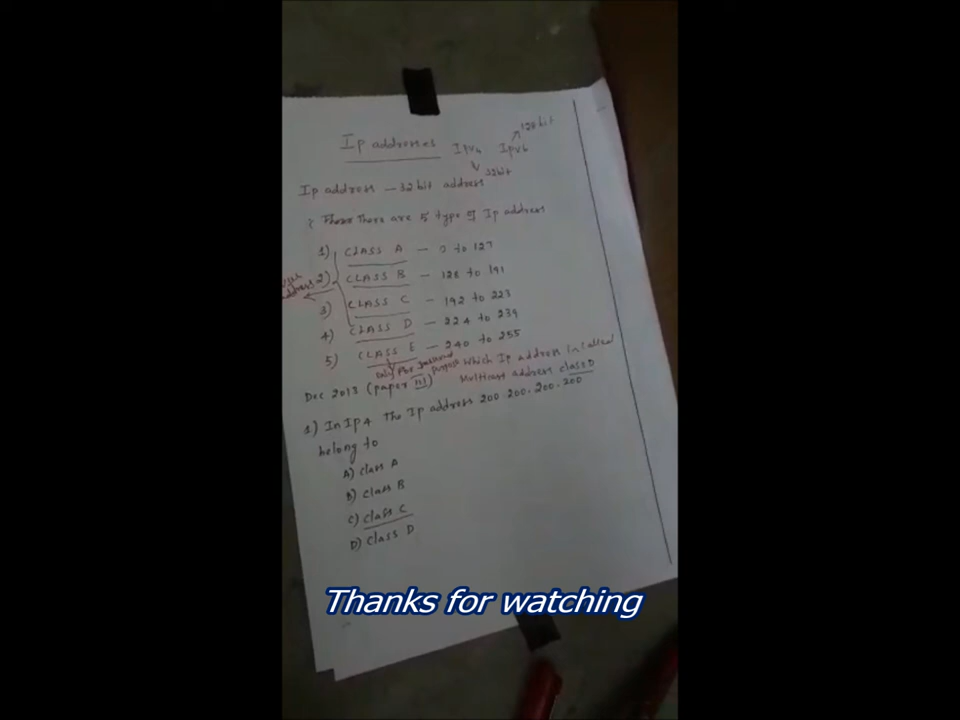 Ip addresses Ipv4 Ipv6
128 bit
32 bit
Ip address — 32 bit address
There are 5 type of Ip address
1) CLASS A — 0 to 127
2) CLASS B — 128 to 191
3) CLASS C — 192 to 223
4) CLASS D — 224 to 239
5) CLASS E — 240 to 255
address
only for purpose Which Ip address is called
Multicast address class D
Dec 2013 (paper III)
1) In Ip4 The Ip address 200 200. 200. 200
belong to
A) Class A
B) Class B
C) Class C
D) Class D
Thanks for watching